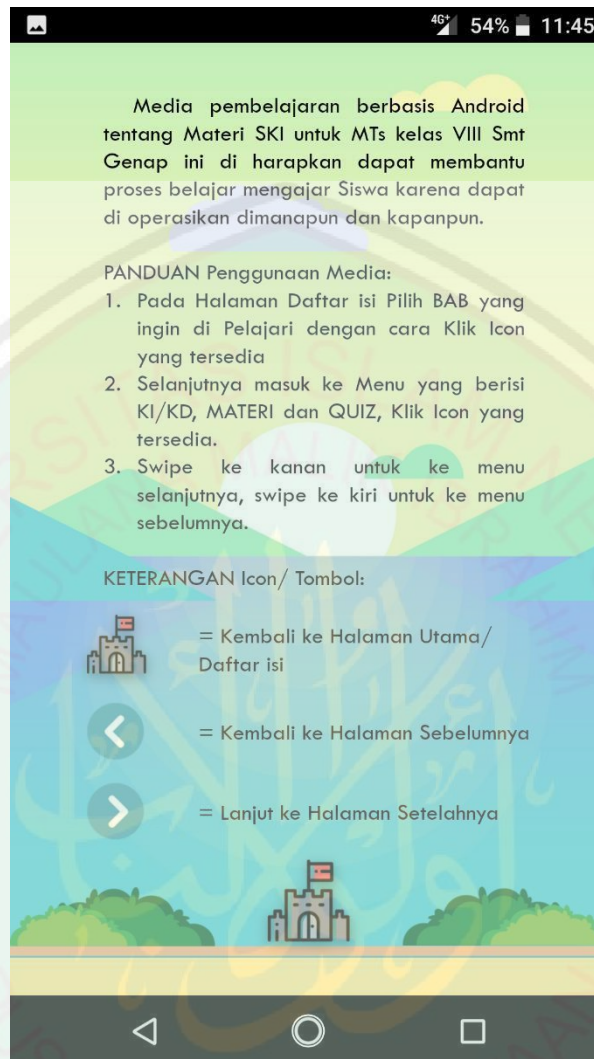 4G+ 54% 11:45
Media pembelajaran berbasis Android
tentang Materi SKI untuk MTs kelas VIII Smt
Genap ini di harapkan dapat membantu
proses belajar mengajar Siswa karena dapat
di operasikan dimanapun dan kapanpun.
PANDUAN Penggunaan Media:
1. Pada Halaman Daftar isi Pilih BAB yang
ingin di Pelajari dengan cara Klik Icon
yang tersedia
2. Selanjutnya masuk ke Menu yang berisi
KI/KD, MATERI dan QUIZ, Klik Icon yang
tersedia.
3. Swipe ke kanan untuk ke menu
selanjutnya, swipe ke kiri untuk ke menu
sebelumnya.
KETERANGAN Icon/ Tombol:
= Kembali ke Halaman Utama/
Daftar isi
= Kembali ke Halaman Sebelumnya
= Lanjut ke Halaman Setelahnya